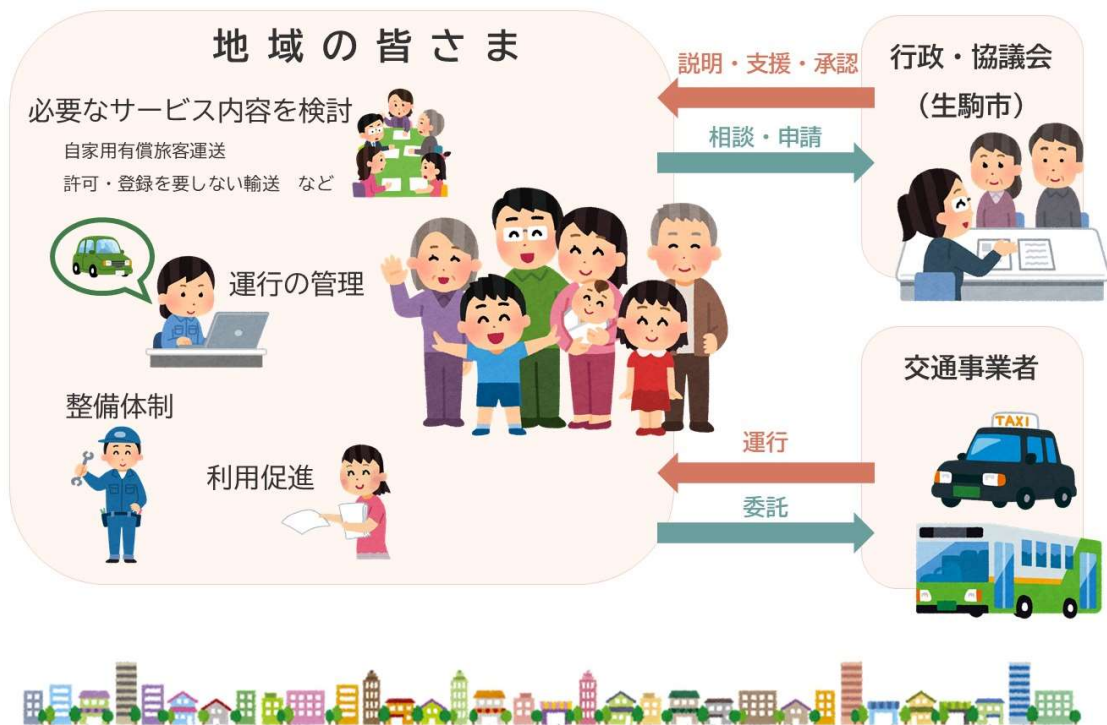 地域の皆さま
必要なサービス内容を検討
自家用有償旅客運送
許可・登録を要しない輸送 など
運行の管理
整備体制
利用促進
説明・支援・承認
相談・申請
行政・協議会
（生駒市）
運行
委託
交通事業者
TAXI